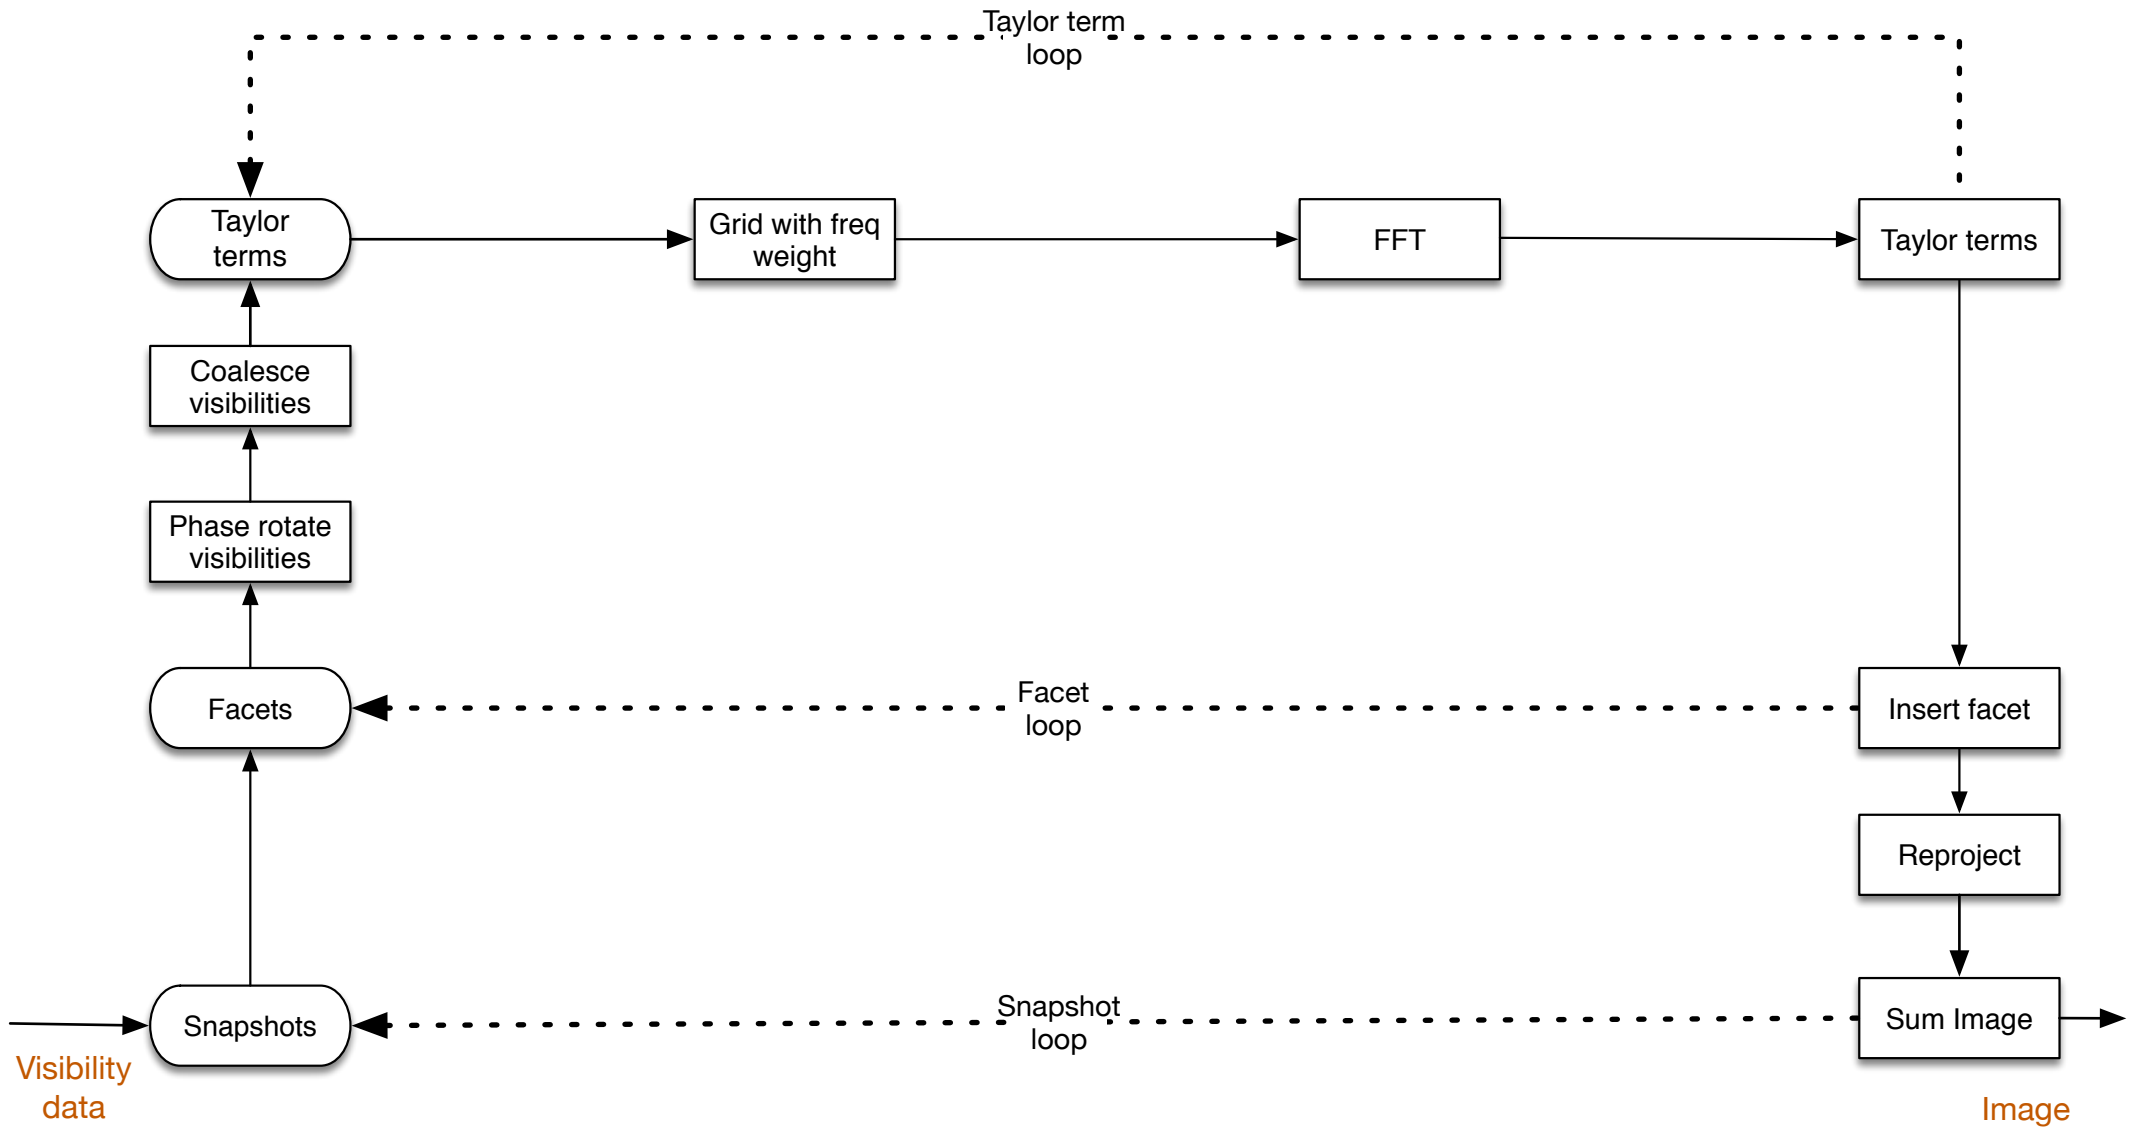 Taylor term
loop
Taylor
terms
Grid with freq
weight
FFT
Taylor terms
Coalesce
visibilities
Phase rotate
visibilities
Facets
Facet
loop
Insert facet
Reproject
Snapshots
Snapshot
loop
Sum Image
Visibility
data
Image